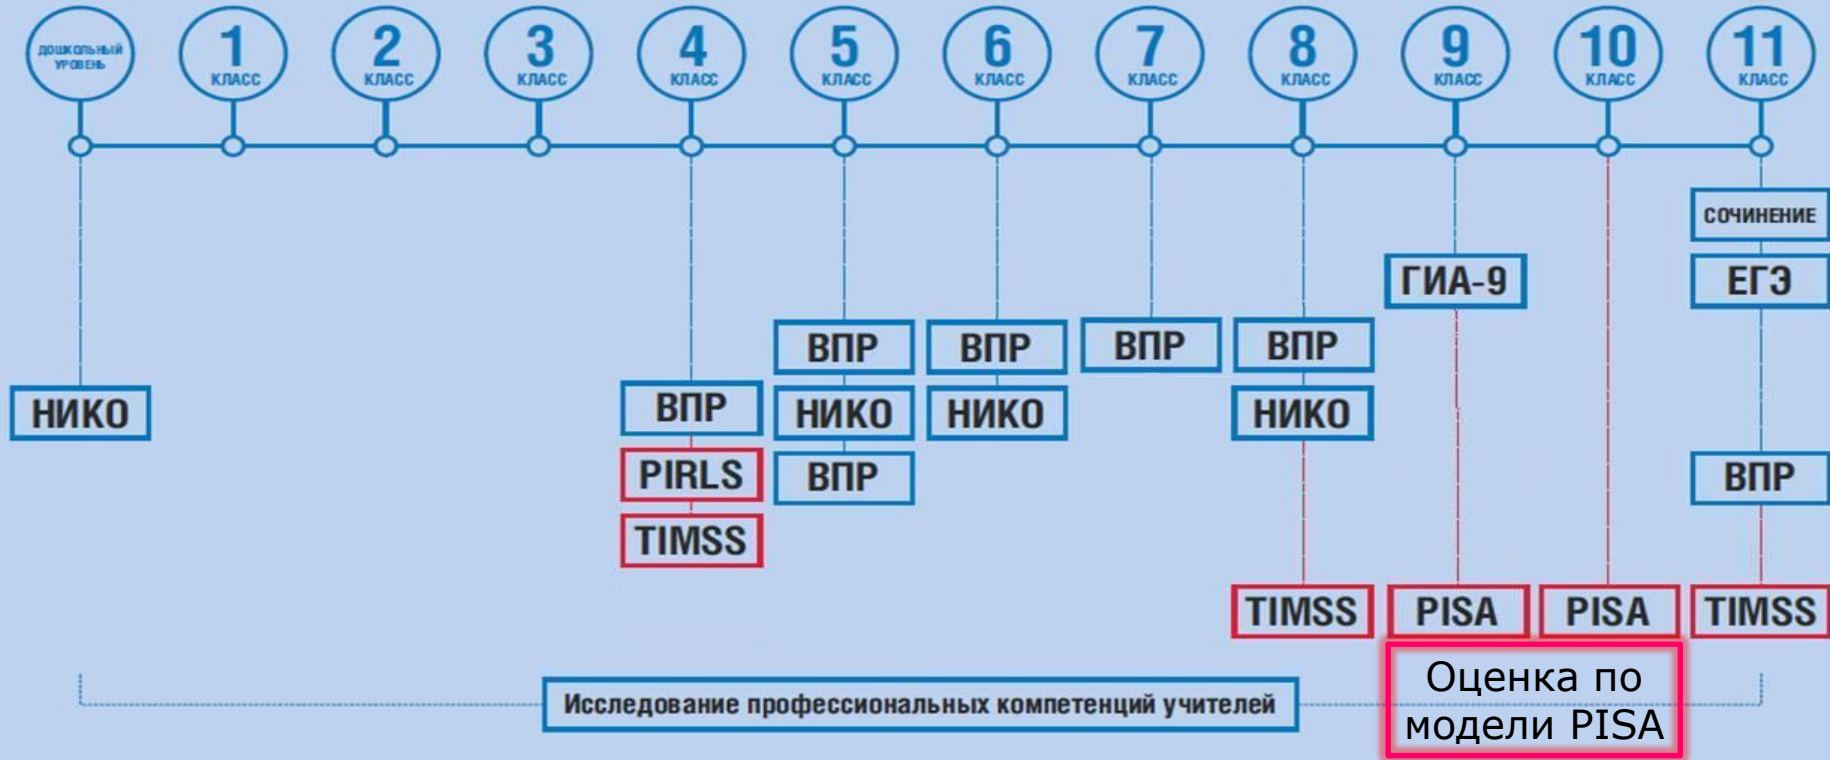 ДОШКОЛЬНЫЙ
УРОВЕНЬ
1
КЛАСС
2
КЛАСС
3
КЛАСС
4
КЛАСС
5
КЛАСС
6
КЛАСС
7
КЛАСС
8
КЛАСС
9
КЛАСС
10
КЛАСС
11
КЛАСС
СОЧИНЕНИЕ
ГИА-9
ЕГЭ
ВПР
ВПР
ВПР
ВПР
НИКО
ВПР
НИКО
НИКО
НИКО
PIRLS
ВПР
ВПР
TIMSS
TIMSS
PISA
PISA
TIMSS
Исследование профессиональных компетенций учителей
Оценка по
модели PISA